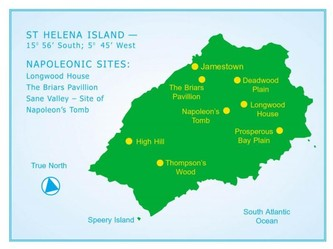 ST HELENA ISLAND —
15° 56' South; 5° 45' West
NAPOLEONIC SITES:
Longwood House
The Briars Pavillion
Sane Valley – Site of
Napoleon's Tomb
Jamestown
The Briars
Pavillion
Deadwood
Plain
Longwood
House
Napoleon's
Tomb
Prosperous
Bay Plain
High Hill
Thompson's
Wood
True North
Speery Island
South Atlantic
Ocean